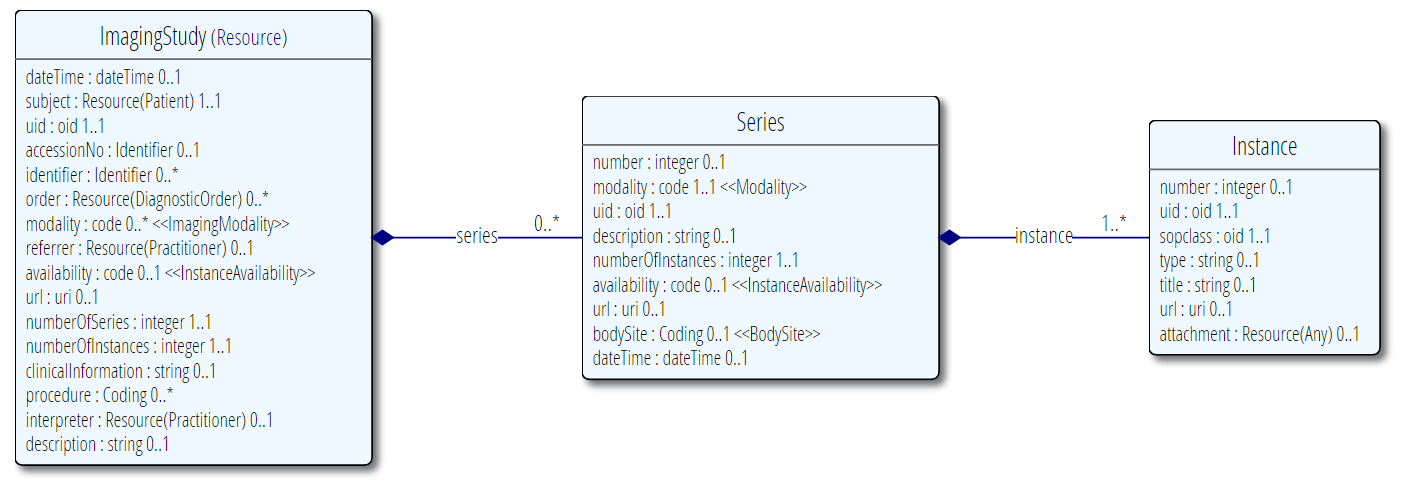 ImagingStudy (Resource)
dateTime : dateTime 0..1
subject : Resource(Patient) 1..1
uid : oid 1..1
accessionNo : Identifier 0..1
identifier : Identifier 0..*
order : Resource(DiagnosticOrder) 0..*
modality : code 0..* <<ImagingModality>>
referrer : Resource(Practitioner) 0..1
availability : code 0..1 <<InstanceAvailability>>
url : uri 0..1
numberOfSeries : integer 1..1
numberOfInstances : integer 1..1
clinicalInformation : string 0..1
procedure : Coding 0..*
interpreter : Resource(Practitioner) 0..1
description : string 0..1
series
0..*
Series
number : integer 0..1
modality : code 1..1 <<Modality>>
uid : oid 1..1
description : string 0..1
numberOfInstances : integer 1..1
availability : code 0..1 <<InstanceAvailability>>
url : uri 0..1
bodySite : Coding 0..1 <<BodySite>>
dateTime : dateTime 0..1
instance
1..*
Instance
number : integer 0..1
uid : oid 1..1
sopclass : oid 1..1
type : string 0..1
title : string 0..1
url : uri 0..1
attachment : Resource(Any) 0..1